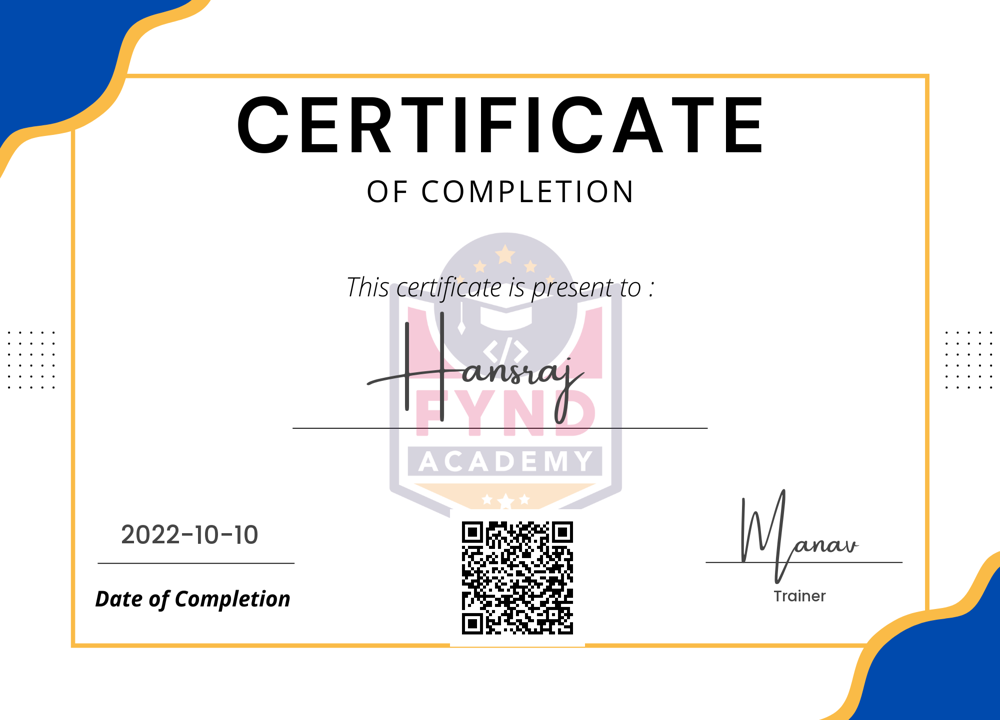 CERTIFICATE
OF COMPLETION
This certificate is present to :
Hansraj
</>
FYND
ACADEMY
2022-10-10
Date of Completion
Manav
Trainer